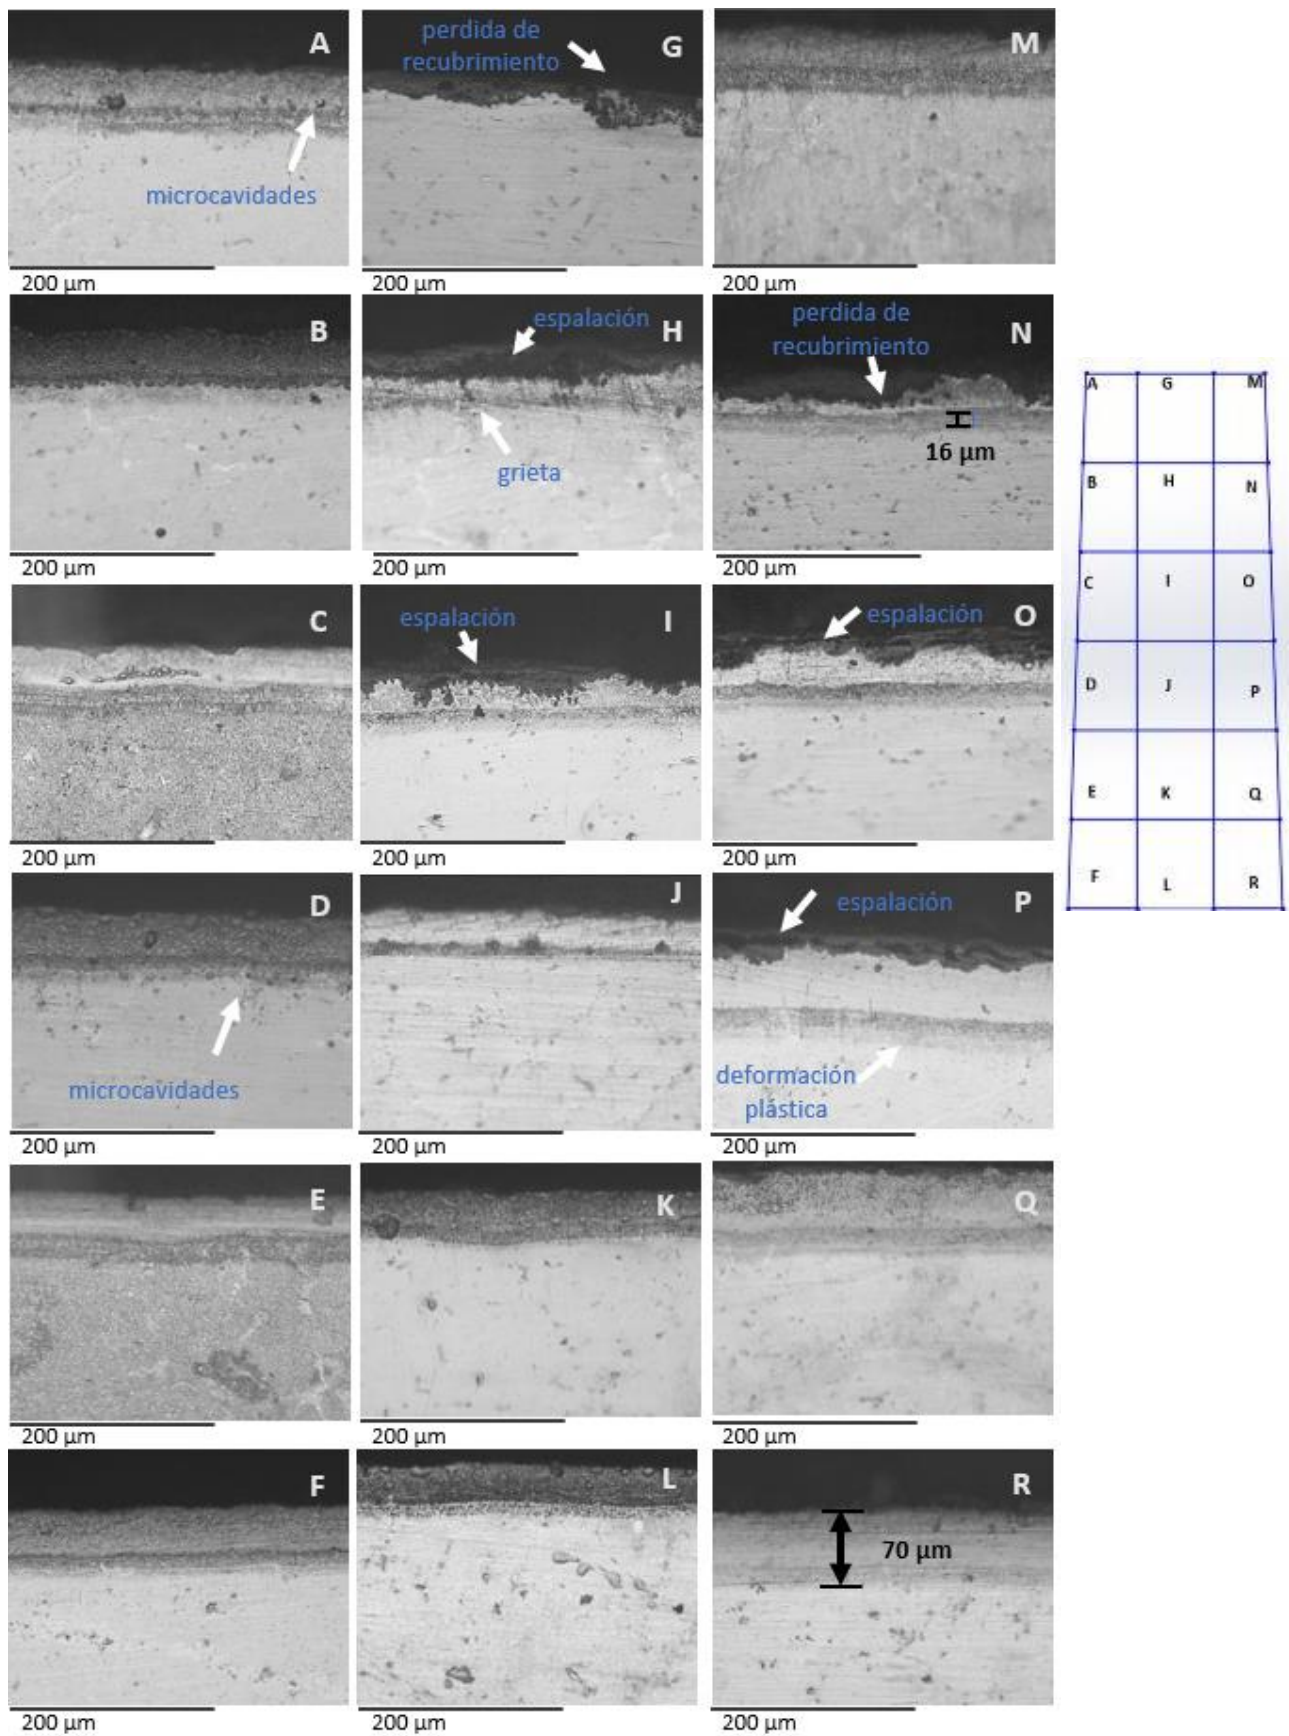 A
microcavidades
200 µm
perdida de
recubrimiento
G
200 µm
M
200 µm
B
200 µm
espalación
H
grieta
200 µm
perdida de
recubrimiento
N
16 µm
200 µm
C
200 µm
espalación
I
200 µm
espalación
O
200 µm
D
microcavidades
200 µm
J
200 µm
espalación
P
deformación
plástica
200 µm
E
200 µm
K
200 µm
Q
200 µm
F
200 µm
L
200 µm
R
70 µm
200 µm
A G M
B H N
C I O
D J P
E K Q
F L R